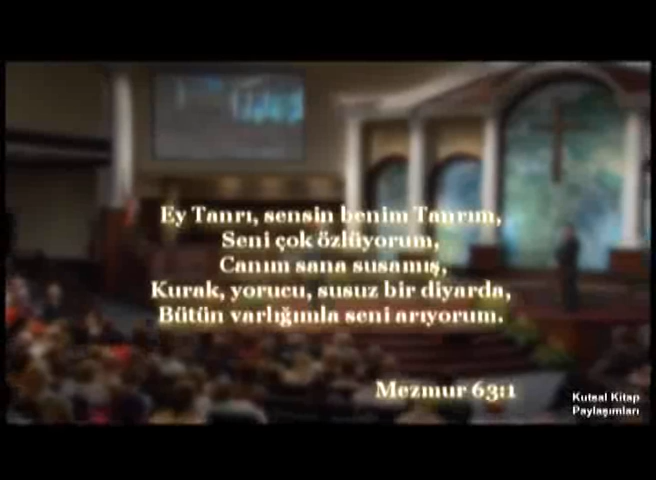 Ey Tanrı, sensin benim Tanrım,
Seni çok özlüyorum,
Canım sana susamış,
Kurak, yorucu, susuz bir diyarda,
Bütün varlığımla seni arıyorum.
Mezmur 63:1
Kutsal Kitap
Paylaşımları